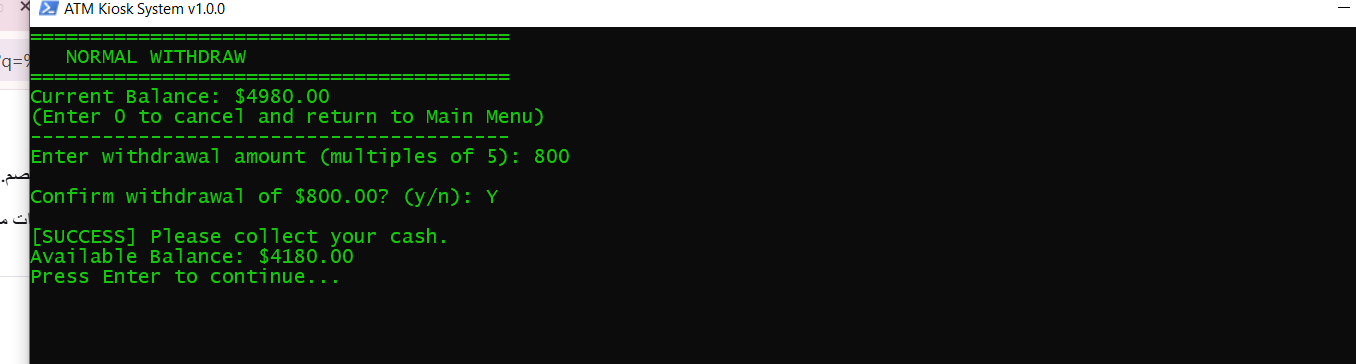 ATM Kiosk System v1.0.0
========================================
NORMAL WITHDRAW
========================================
Current Balance: $4980.00
(Enter 0 to cancel and return to Main Menu)
----------------------------------------
Enter withdrawal amount (multiples of 5): 800
Confirm withdrawal of $800.00? (y/n): Y
[SUCCESS] Please collect your cash.
Available Balance: $4180.00
Press Enter to continue...